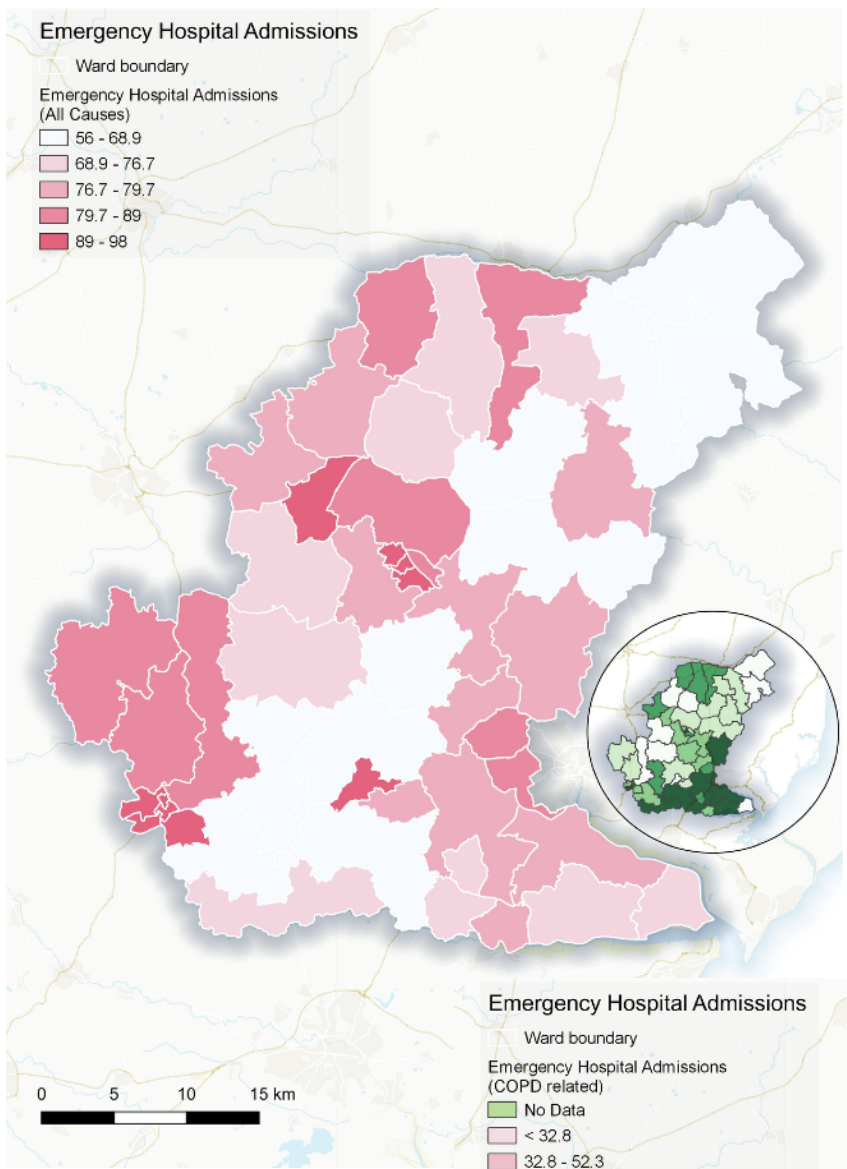 Emergency Hospital Admissions
Ward boundary
Emergency Hospital Admissions
(All Causes)
56 - 68.9
68.9 - 76.7
76.7 - 79.7
79.7 - 89
89 - 98
0 5 10 15 km
Emergency Hospital Admissions
Ward boundary
Emergency Hospital Admissions
(COPD related)
No Data
< 32.8
32.8 - 52.3